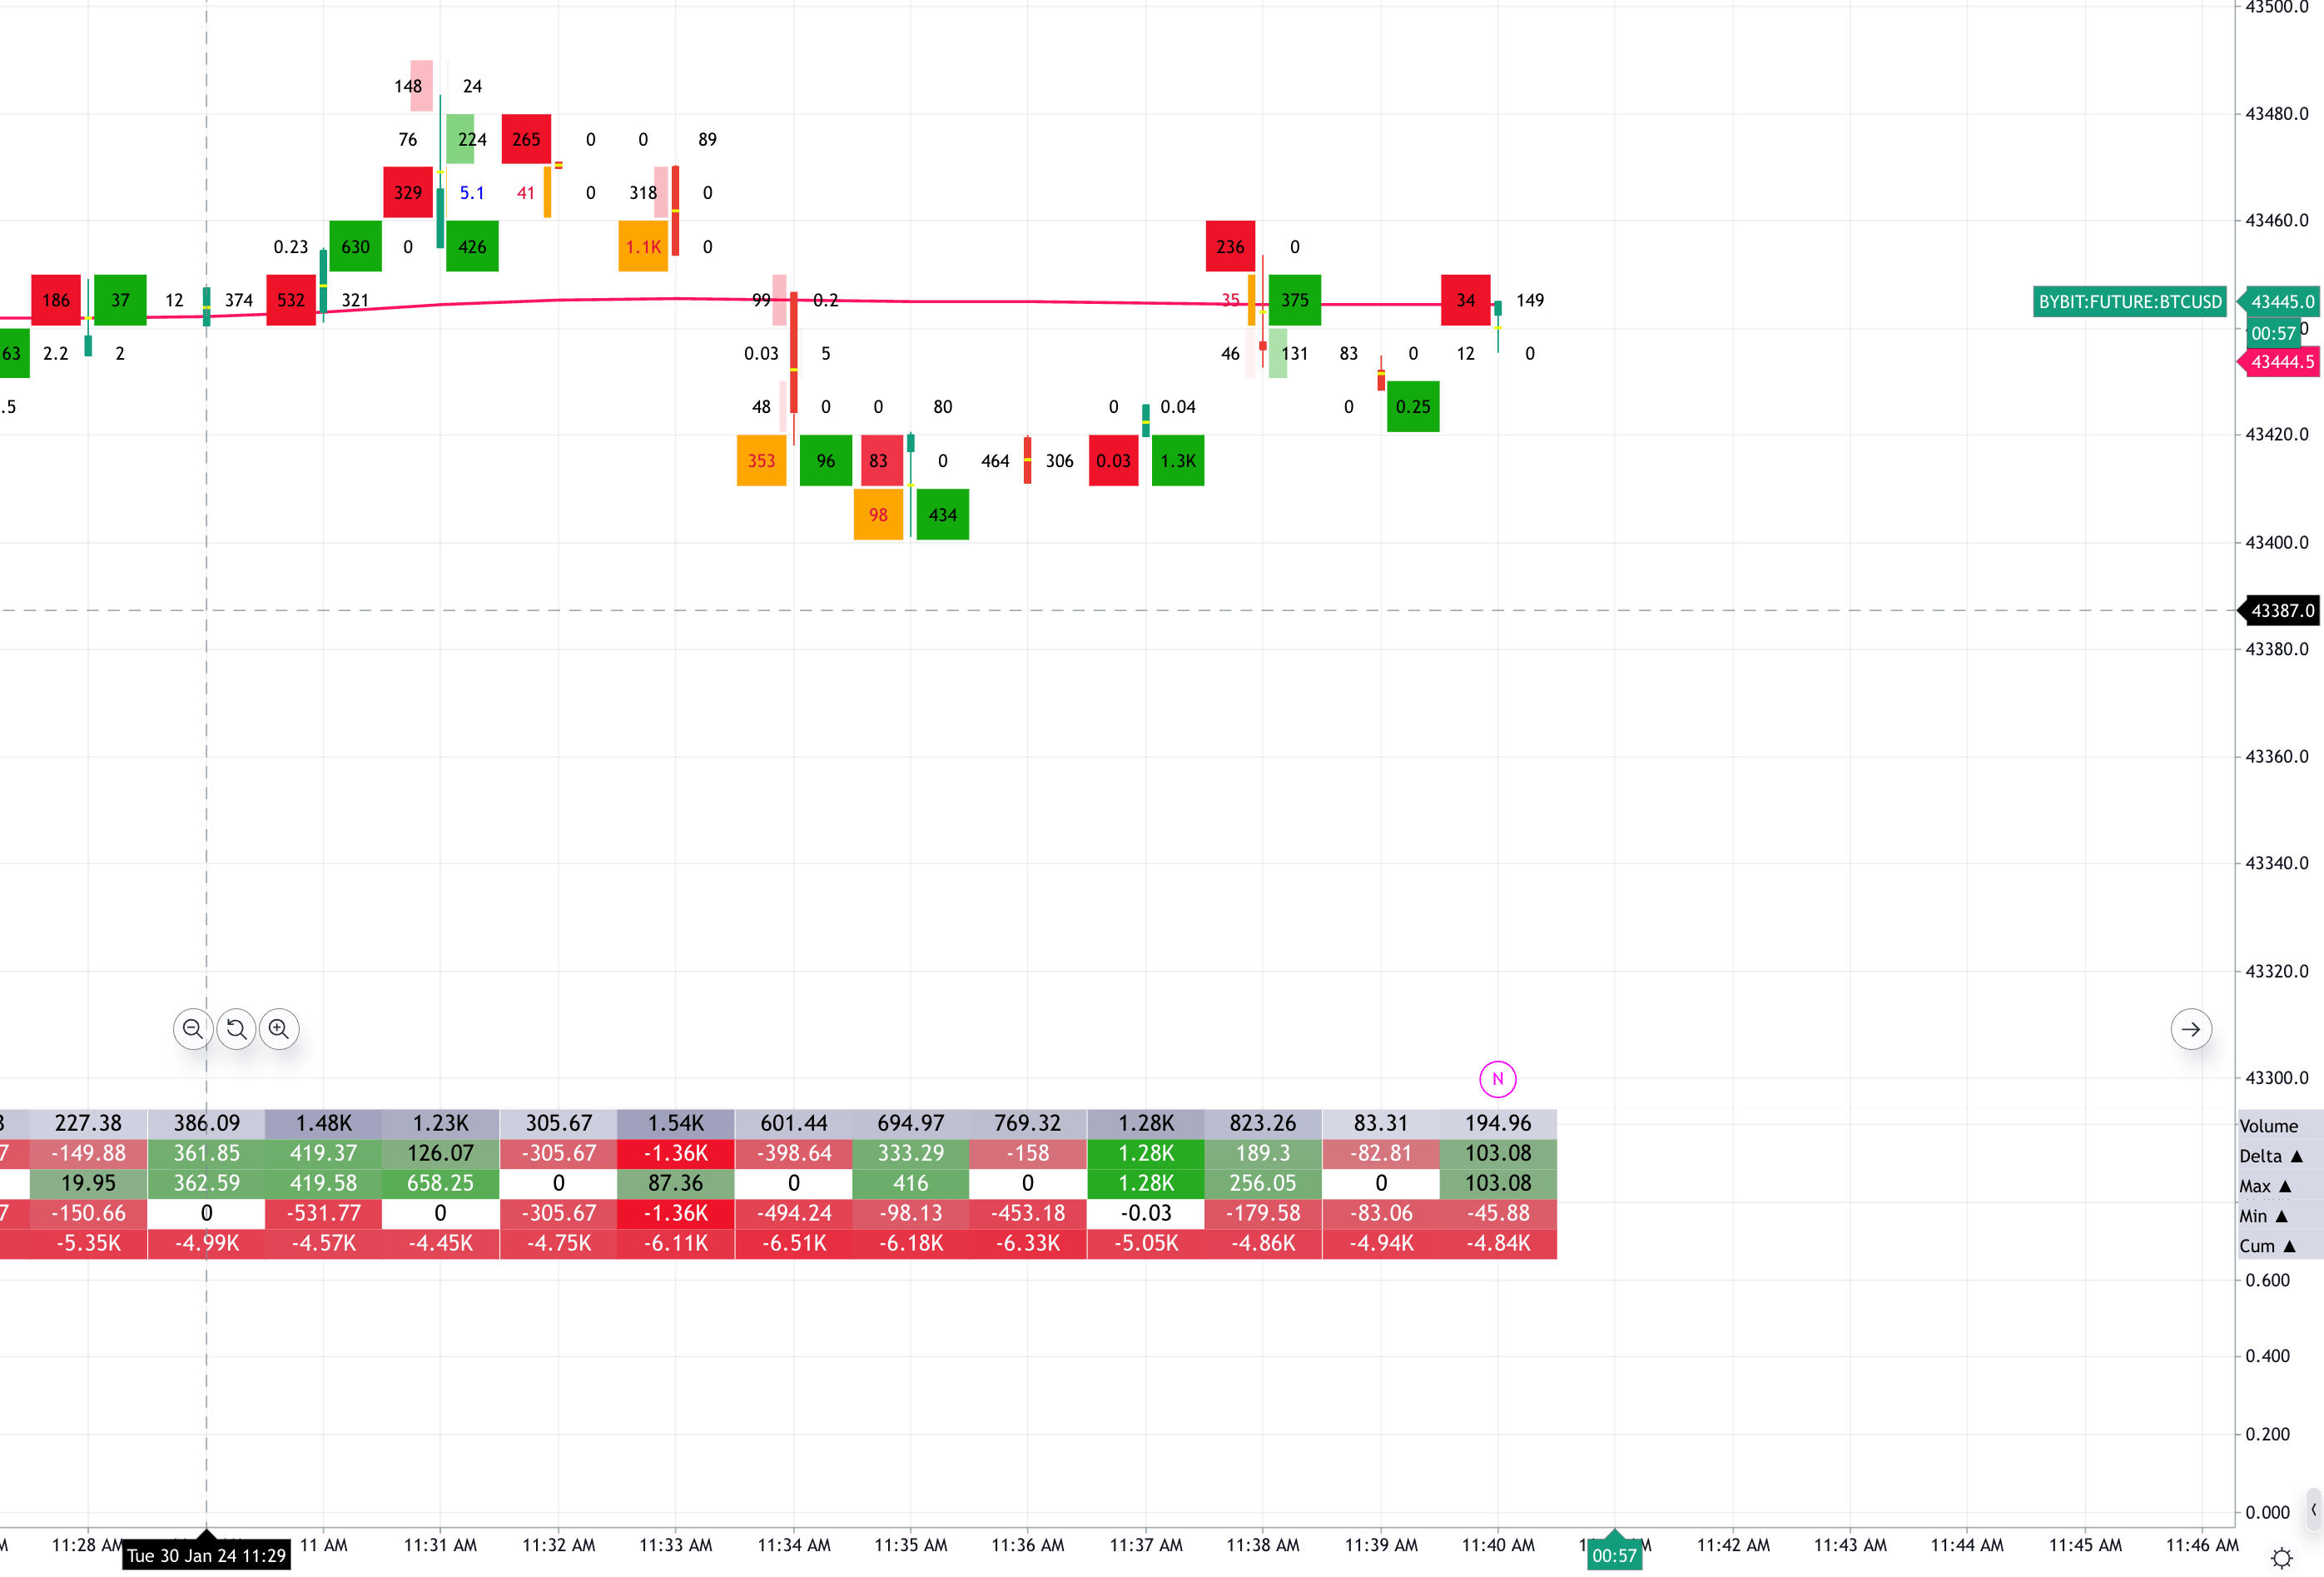 43500.0
148 24
43480.0
76 224 265 0 0 89
329 5.1 41 0 318 0
43460.0
0.23 630 0 426 1.1K 0 236 0
186 37 12 374 532 321 99 0.2 35 375 34 149 BYBIT:FUTURE:BTCUSD 43445.0
00:57
63 2.2 2 0.03 5 46 131 83 0 12 0 43444.5
.5 48 0 0 80 0 0.04 0 0.25
43420.0
353 96 83 0 464 306 0.03 1.3K
98 434
43400.0
43387.0
43380.0
43360.0
43340.0
43320.0
N 43300.0
227.38 386.09 1.48K 1.23K 305.67 1.54K 601.44 694.97 769.32 1.28K 823.26 83.31 194.96 Volume
7 -149.88 361.85 419.37 126.07 -305.67 -1.36K -398.64 333.29 -158 1.28K 189.3 -82.81 103.08 Delta ▲
19.95 362.59 419.58 658.25 0 87.36 0 416 0 1.28K 256.05 0 103.08 Max ▲
7 -150.66 0 -531.77 0 -305.67 -1.36K -494.24 -98.13 -453.18 -0.03 -179.58 -83.06 -45.88 Min ▲
-5.35K -4.99K -4.57K -4.45K -4.75K -6.11K -6.51K -6.18K -6.33K -5.05K -4.86K -4.94K -4.84K Cum ▲
0.600
0.400
0.200
0.000
11:28 AM 11 AM 11:31 AM 11:32 AM 11:33 AM 11:34 AM 11:35 AM 11:36 AM 11:37 AM 11:38 AM 11:39 AM 11:40 AM 11:42 AM 11:43 AM 11:44 AM 11:45 AM 11:46 AM
Tue 30 Jan 24 11:29 00:57